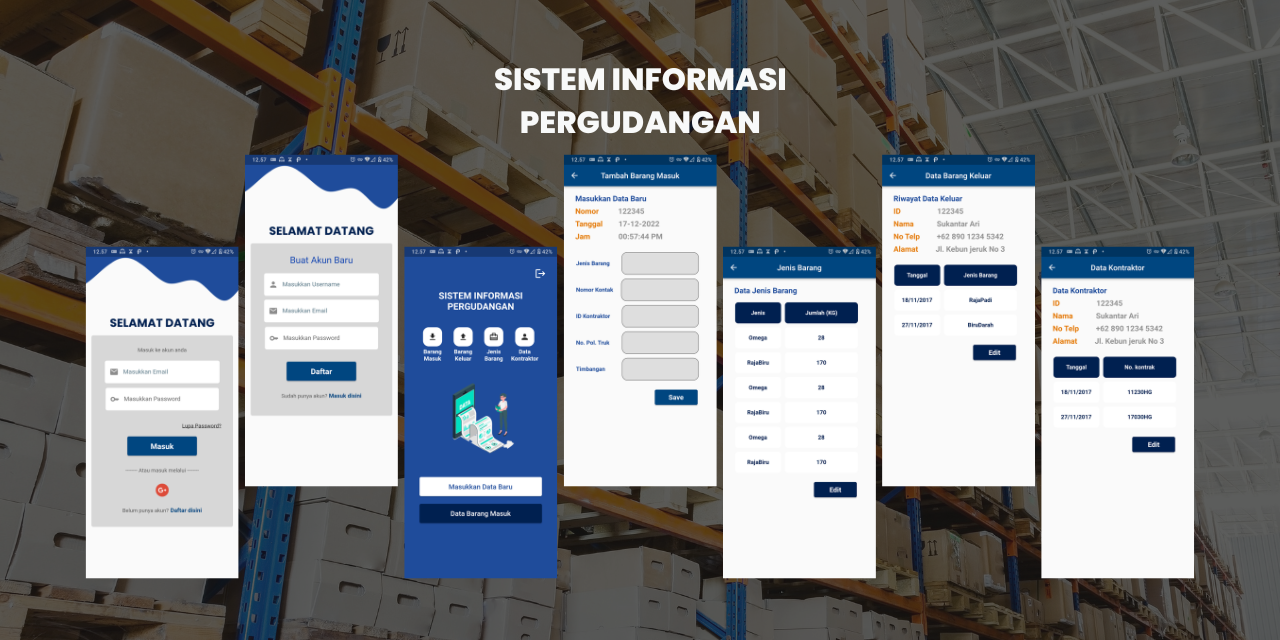 SISTEM INFORMASI
PERGUDANGAN
12.57
42%
SELAMAT DATANG
Masuk ke akun anda
Masukkan Email
Masukkan Password
Lupa Password?
Masuk
Atau masuk melalui
G+
Belum punya akun? Daftar disini
12.57
42%
SELAMAT DATANG
Buat Akun Baru
Masukkan Username
Masukkan Email
Masukkan Password
Daftar
Sudah punya akun? Masuk disini
12.57
42%
SISTEM INFORMASI
PERGUDANGAN
Barang Masuk
Barang Keluar
Jenis Barang
Data Kontraktor
DATA
Masukkan Data Baru
Data Barang Masuk
12.57
42%
Tambah Barang Masuk
Masukkan Data Baru
Nomor 122345
Tanggal 17-12-2022
Jam 00:57:44 PM
Jenis Barang
Nomor Kontak
ID Kontraktor
No. Pol. Truk
Timbangan
Save
12.57
42%
Jenis Barang
Data Jenis Barang
Jenis Jumlah (KG)
Omega 28
RajaBiru 170
Omega 28
RajaBiru 170
Omega 28
RajaBiru 170
Edit
12.57
42%
Data Barang Keluar
Riwayat Data Keluar
ID 122345
Nama Sukantar Ari
No Telp +62 890 1234 5342
Alamat Jl. Kebun jeruk No 3
Tanggal Jenis Barang
18/11/2017 RajaPadi
27/11/2017 BiruDarah
Edit
12.57
42%
Data Kontraktor
Data Kontraktor
ID 122345
Nama Sukantar Ari
No Telp +62 890 1234 5342
Alamat Jl. Kebun jeruk No 3
Tanggal No. kontrak
18/11/2017 11230HG
27/11/2017 17030HG
Edit